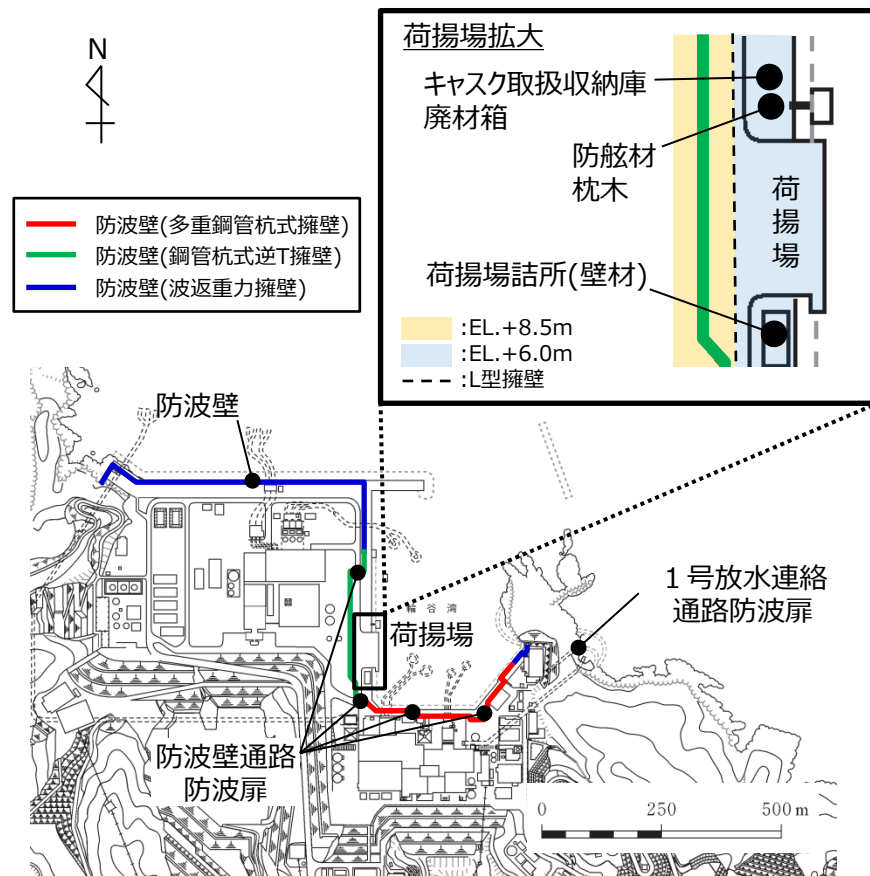 N
荷揚場拡大
キャスク取扱収納庫
廃材箱
防舷材
枕木
荷揚場
荷揚場詰所(壁材)
:EL.+8.5m
:EL.+6.0m
:L型擁壁
防波壁(多重鋼管杭式擁壁)
防波壁(鋼管杭式逆T擁壁)
防波壁(波返重力擁壁)
防波壁
輪谷湾
荷揚場
１号放水連絡
通路防波扉
防波壁通路
防波扉
0 250 500m